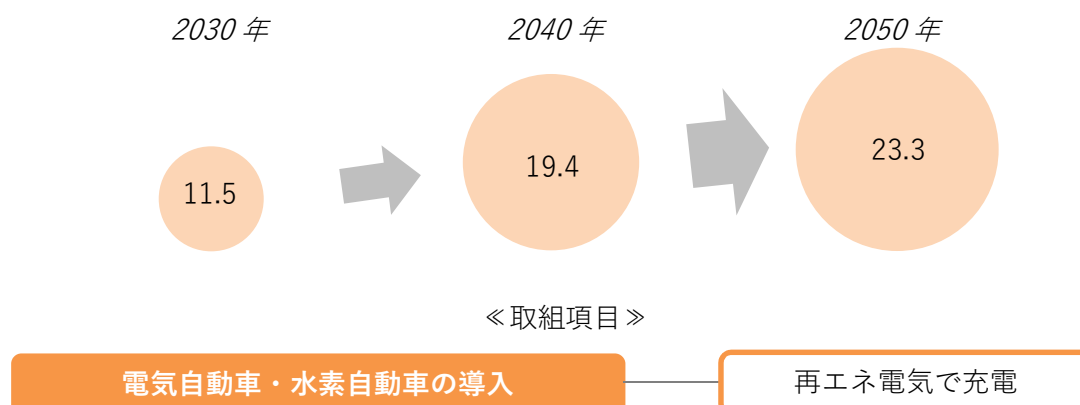 2030 年 2040 年 2050 年
11.5 19.4 23.3
≪取組項目≫
電気自動車・水素自動車の導入 再エネ電気で充電